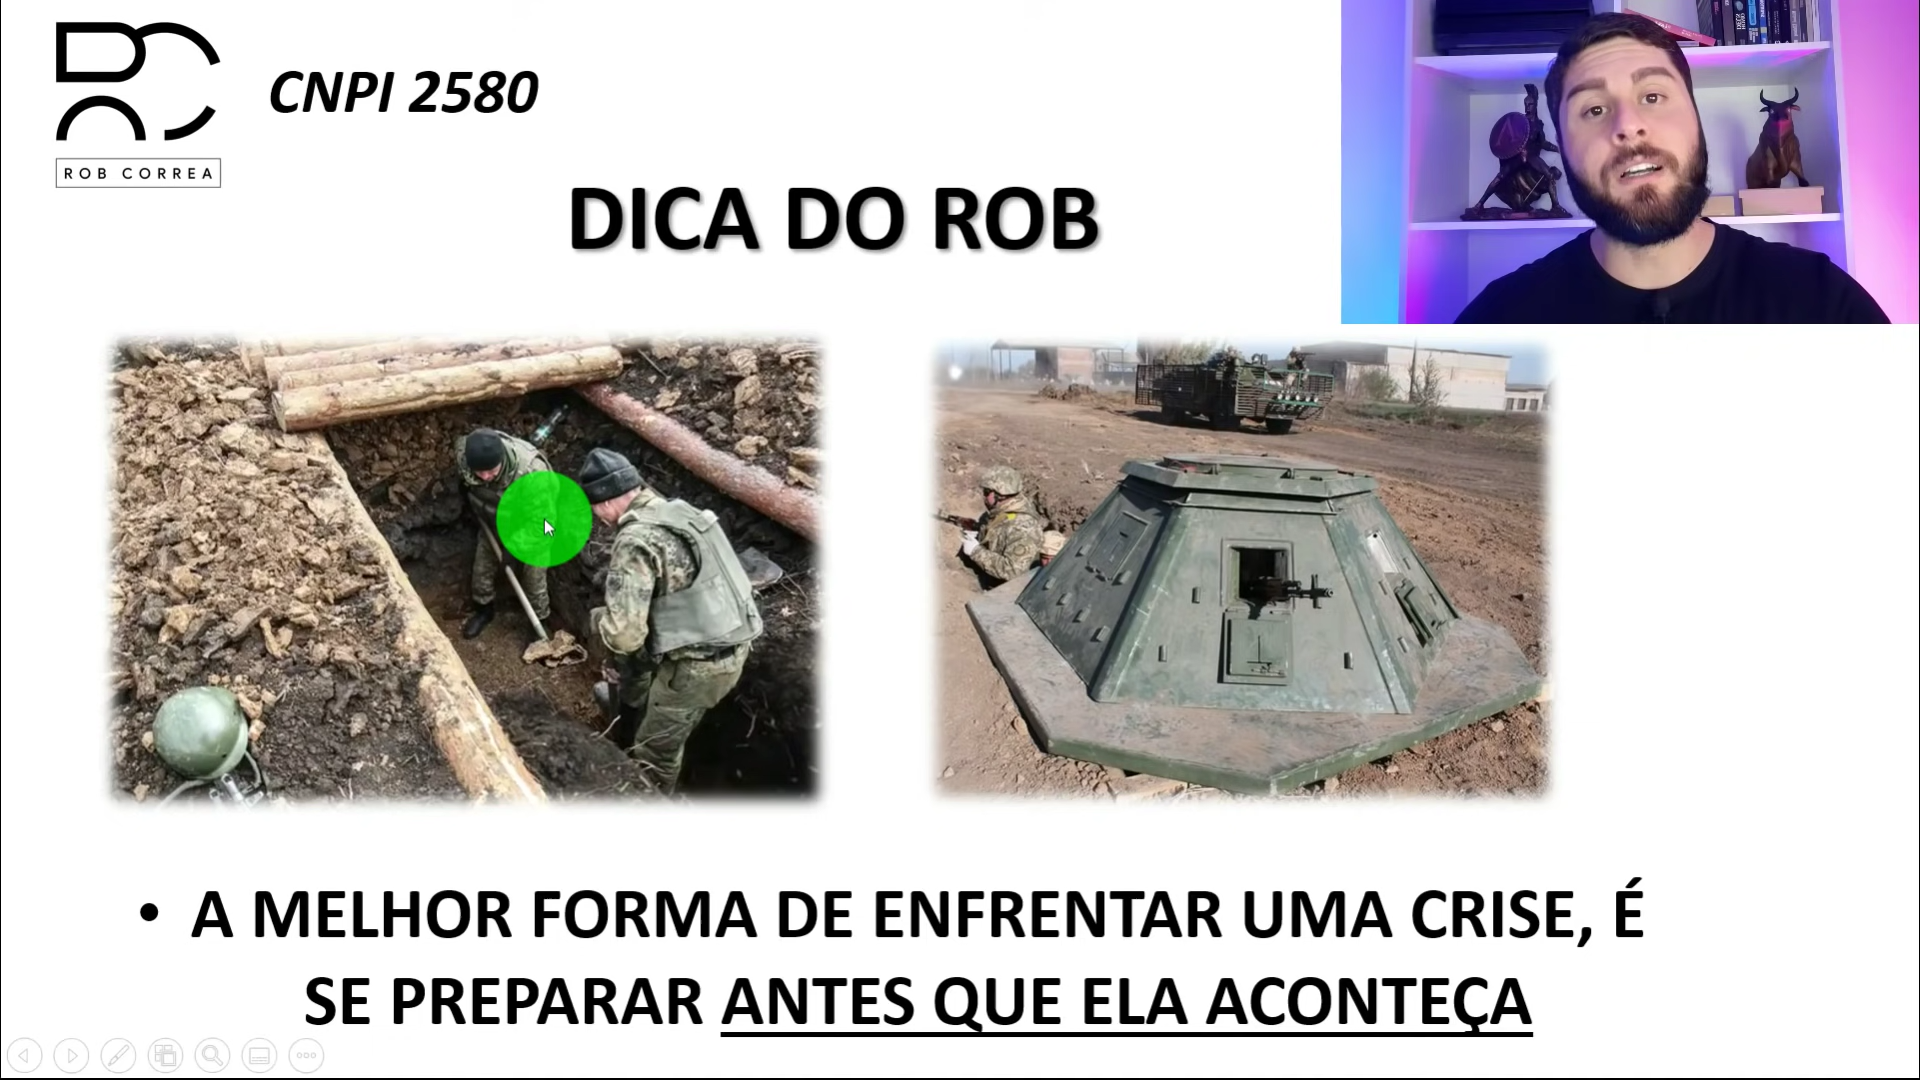 CNPI 2580
ROB CORREA
DICA DO ROB
• A MELHOR FORMA DE ENFRENTAR UMA CRISE, É
SE PREPARAR ANTES QUE ELA ACONTEÇA